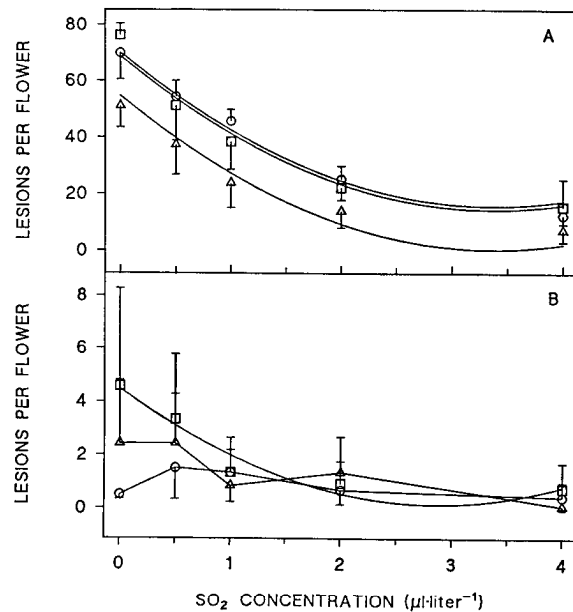 A
LESIONS PER FLOWER
80
60
40
20
0
B
LESIONS PER FLOWER
8
6
4
2
0
0 1 2 3 4
SO₂ CONCENTRATION (µl·liter⁻¹)